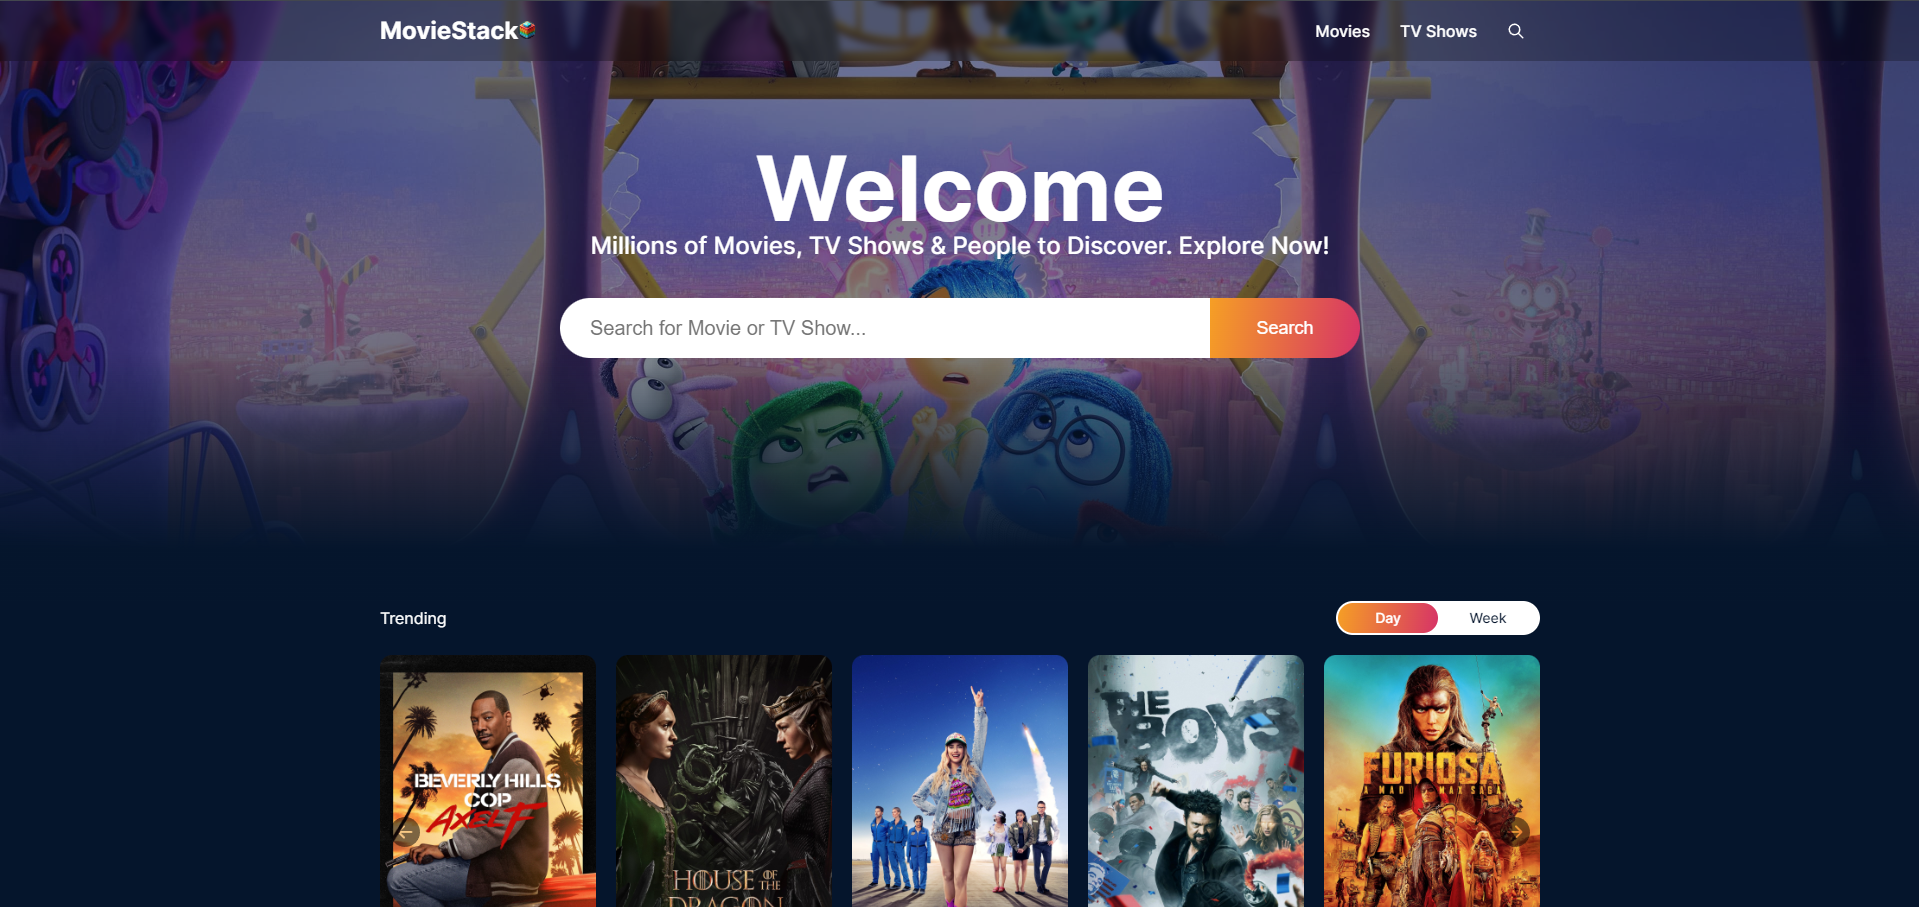 MovieStack
Movies
TV Shows
Welcome
Millions of Movies, TV Shows & People to Discover. Explore Now!
Search for Movie or TV Show...
Search
Trending
Day
Week
BEVERLY HILLS
COP
AXEL F
HOUSE OF THE
DRAGON
THE
BOYS
FURIOSA
A MAD MAX SAGA